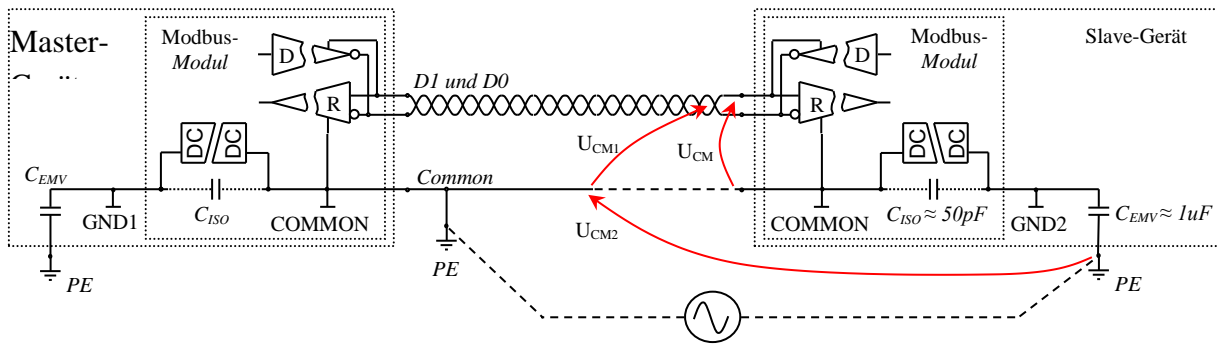 Master-
Modbus-
Modul
D
R
D1 und D0
DC
DC
C_EMV
GND1
C_ISO
COMMON
Common
PE
PE
U_CM1
U_CM
U_CM2
Modbus-
Modul
Slave-Gerät
D
R
DC
DC
COMMON
C_ISO ≈ 50pF
GND2
C_EMV ≈ 1uF
PE